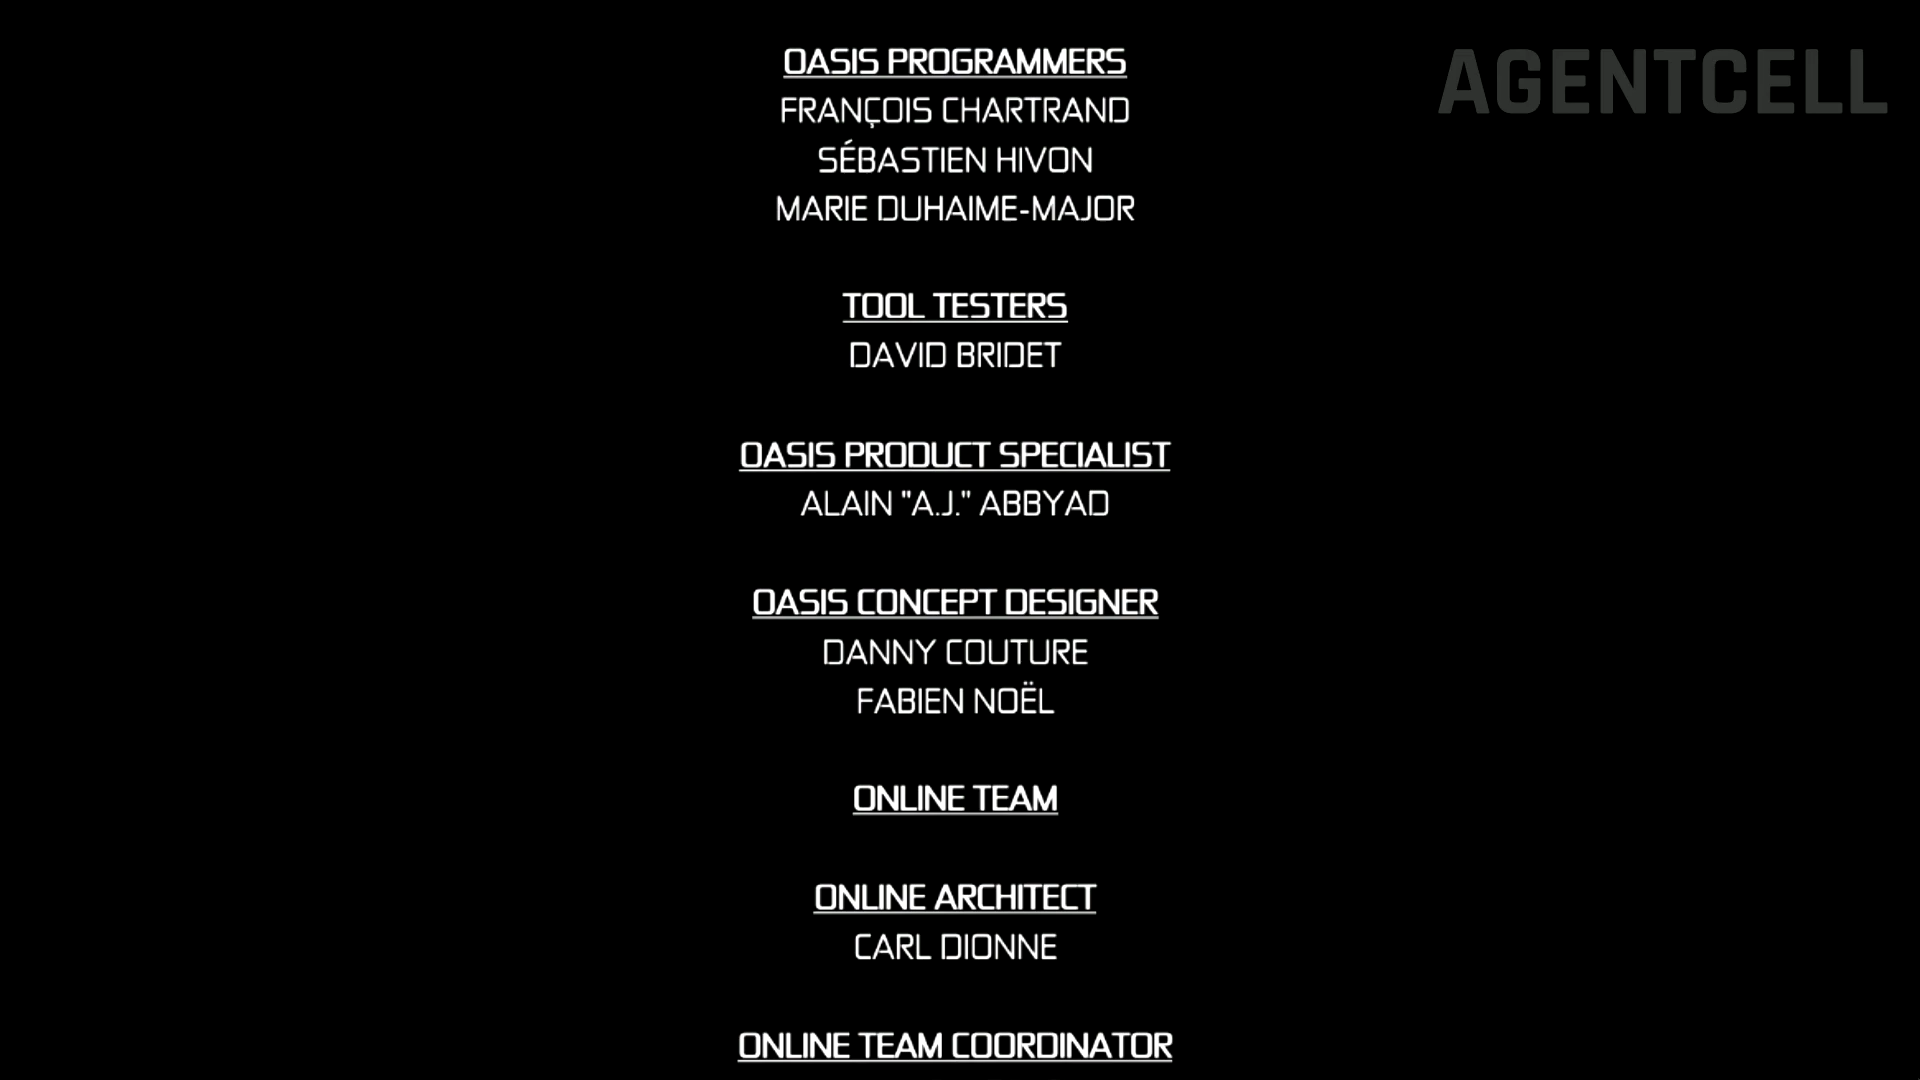 OASIS PROGRAMMERS
AGENTCELL
FRANÇOIS CHARTRAND
SÉBASTIEN HIVON
MARIE DUHAIME-MAJOR
TOOL TESTERS
DAVID BRIDET
OASIS PRODUCT SPECIALIST
ALAIN "A.J." ABBYAD
OASIS CONCEPT DESIGNER
DANNY COUTURE
FABIEN NOËL
ONLINE TEAM
ONLINE ARCHITECT
CARL DIONNE
ONLINE TEAM COORDINATOR